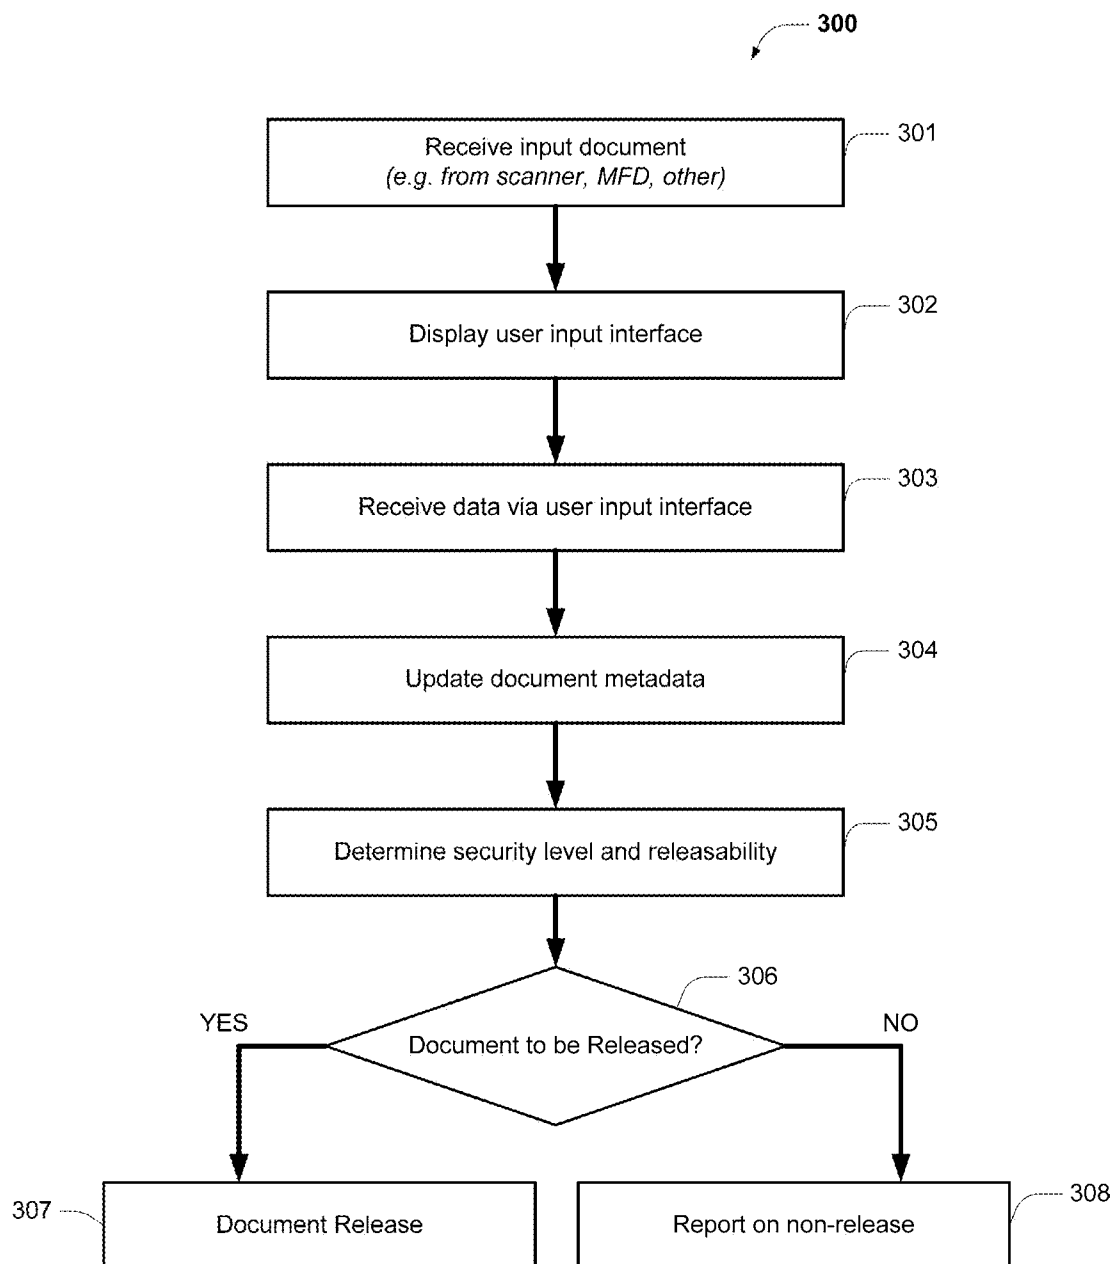 300
Receive input document
(e.g. from scanner, MFD, other)
301
Display user input interface
302
Receive data via user input interface
303
Update document metadata
304
Determine security level and releasability
305
306
YES
Document to be Released?
NO
307
Document Release
Report on non-release
308